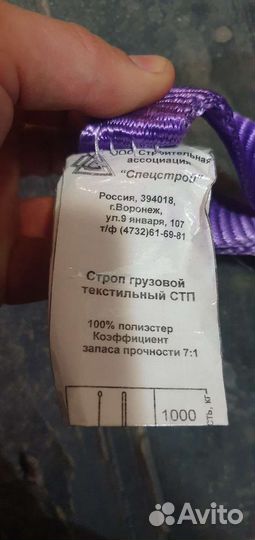 ООО Строительная
ассоциация
"Спецстрой"
Россия, 394018,
г.Воронеж,
ул.9 января, 107
т/ф (4732)61-69-81
Строп грузовой
текстильный СТП
100% полиэстер
Коэффициент
запаса прочности 7:1
1000
Avito